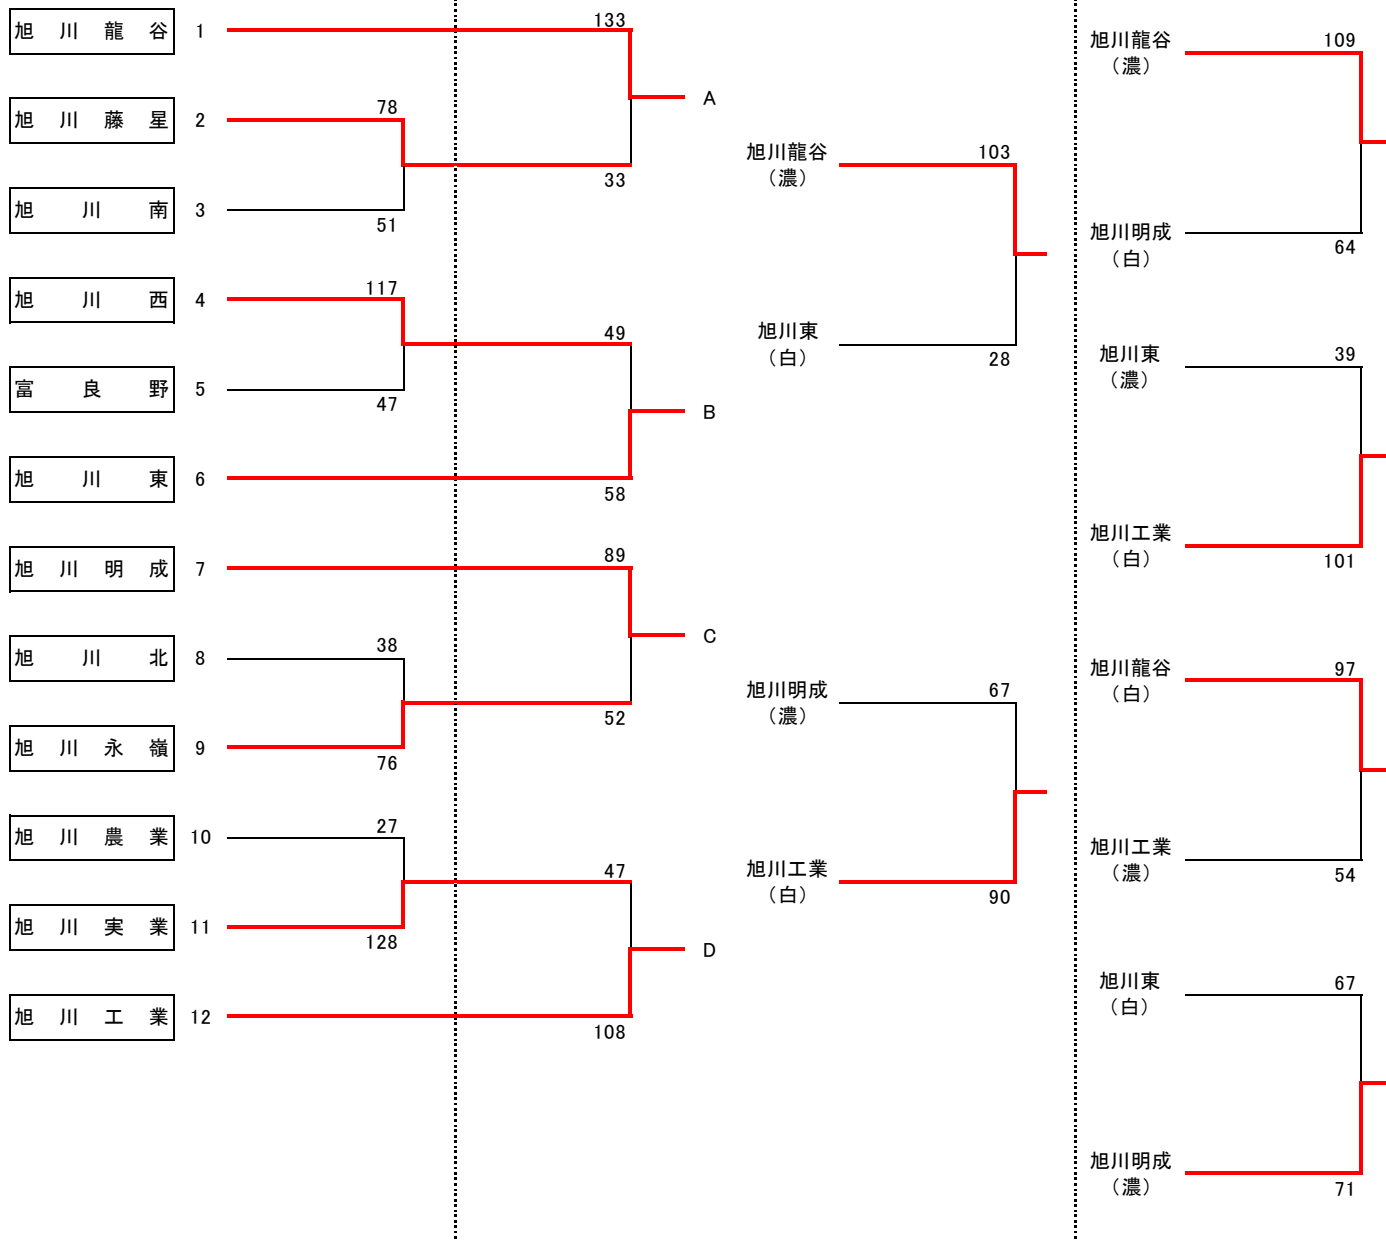 旭川龍谷 1
133
A
旭川藤星 2
78
33
旭川南 3
51
旭川西 4
117
49
富良野 5
47
B
旭川東 6
58
旭川明成 7
89
C
旭川北 8
38
52
旭川永嶺 9
76
旭川農業 10
27
47
旭川実業 11
128
D
旭川工業 12
108
旭川龍谷
（濃）
103
旭川東
（白）
28
旭川明成
（濃）
67
旭川工業
（白）
90
旭川龍谷
（濃）
109
旭川明成
（白）
64
旭川東
（濃）
39
旭川工業
（白）
101
旭川龍谷
（白）
97
旭川工業
（濃）
54
旭川東
（白）
67
旭川明成
（濃）
71